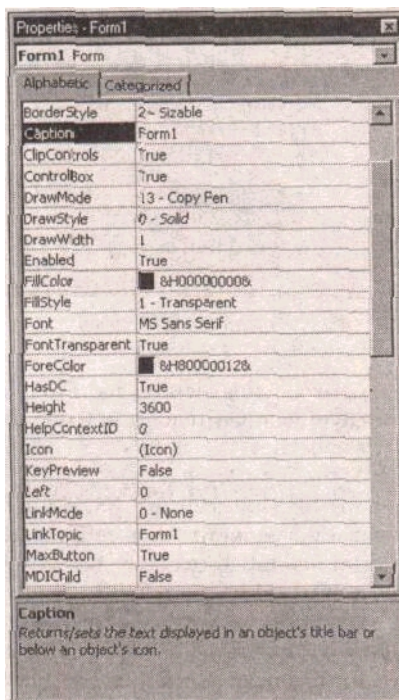 Properties - Form1
Form1 Form
Alphabetic Categorized
BorderStyle 2 - Sizable
Caption Form1
ClipControls True
ControlBox True
DrawMode 13 - Copy Pen
DrawStyle 0 - Solid
DrawWidth 1
Enabled True
FillColor &H00000000&
FillStyle 1 - Transparent
Font MS Sans Serif
FontTransparent True
ForeColor &H80000012&
HasDC True
Height 3600
HelpContextID 0
Icon (Icon)
KeyPreview False
Left 0
LinkMode 0 - None
LinkTopic Form1
MaxButton True
MDIChild False
Caption
Returns/sets the text displayed in an object's title bar or
below an object's icon.